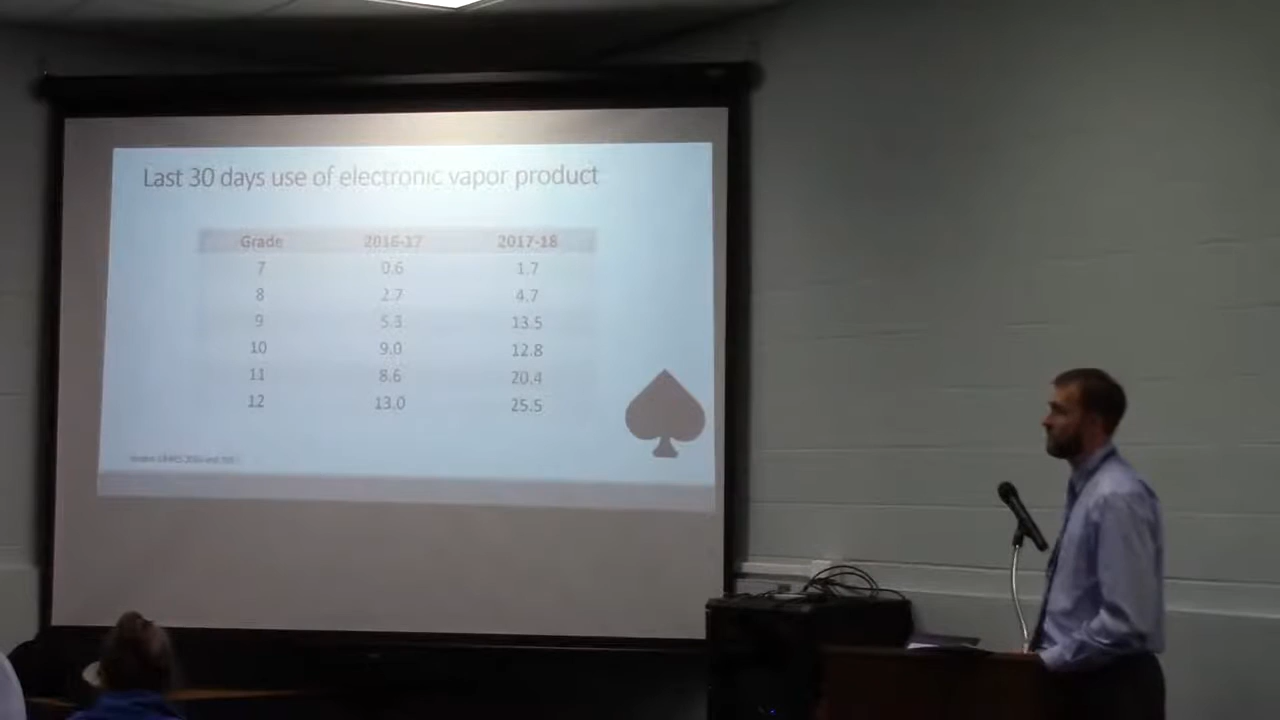 Last 30 days use of electronic vapor product
Grade 2016-17 2017-18
7 0.6 1.7
8 2.7 4.7
9 5.3 13.5
10 9.0 12.8
11 8.6 20.4
12 13.0 25.5